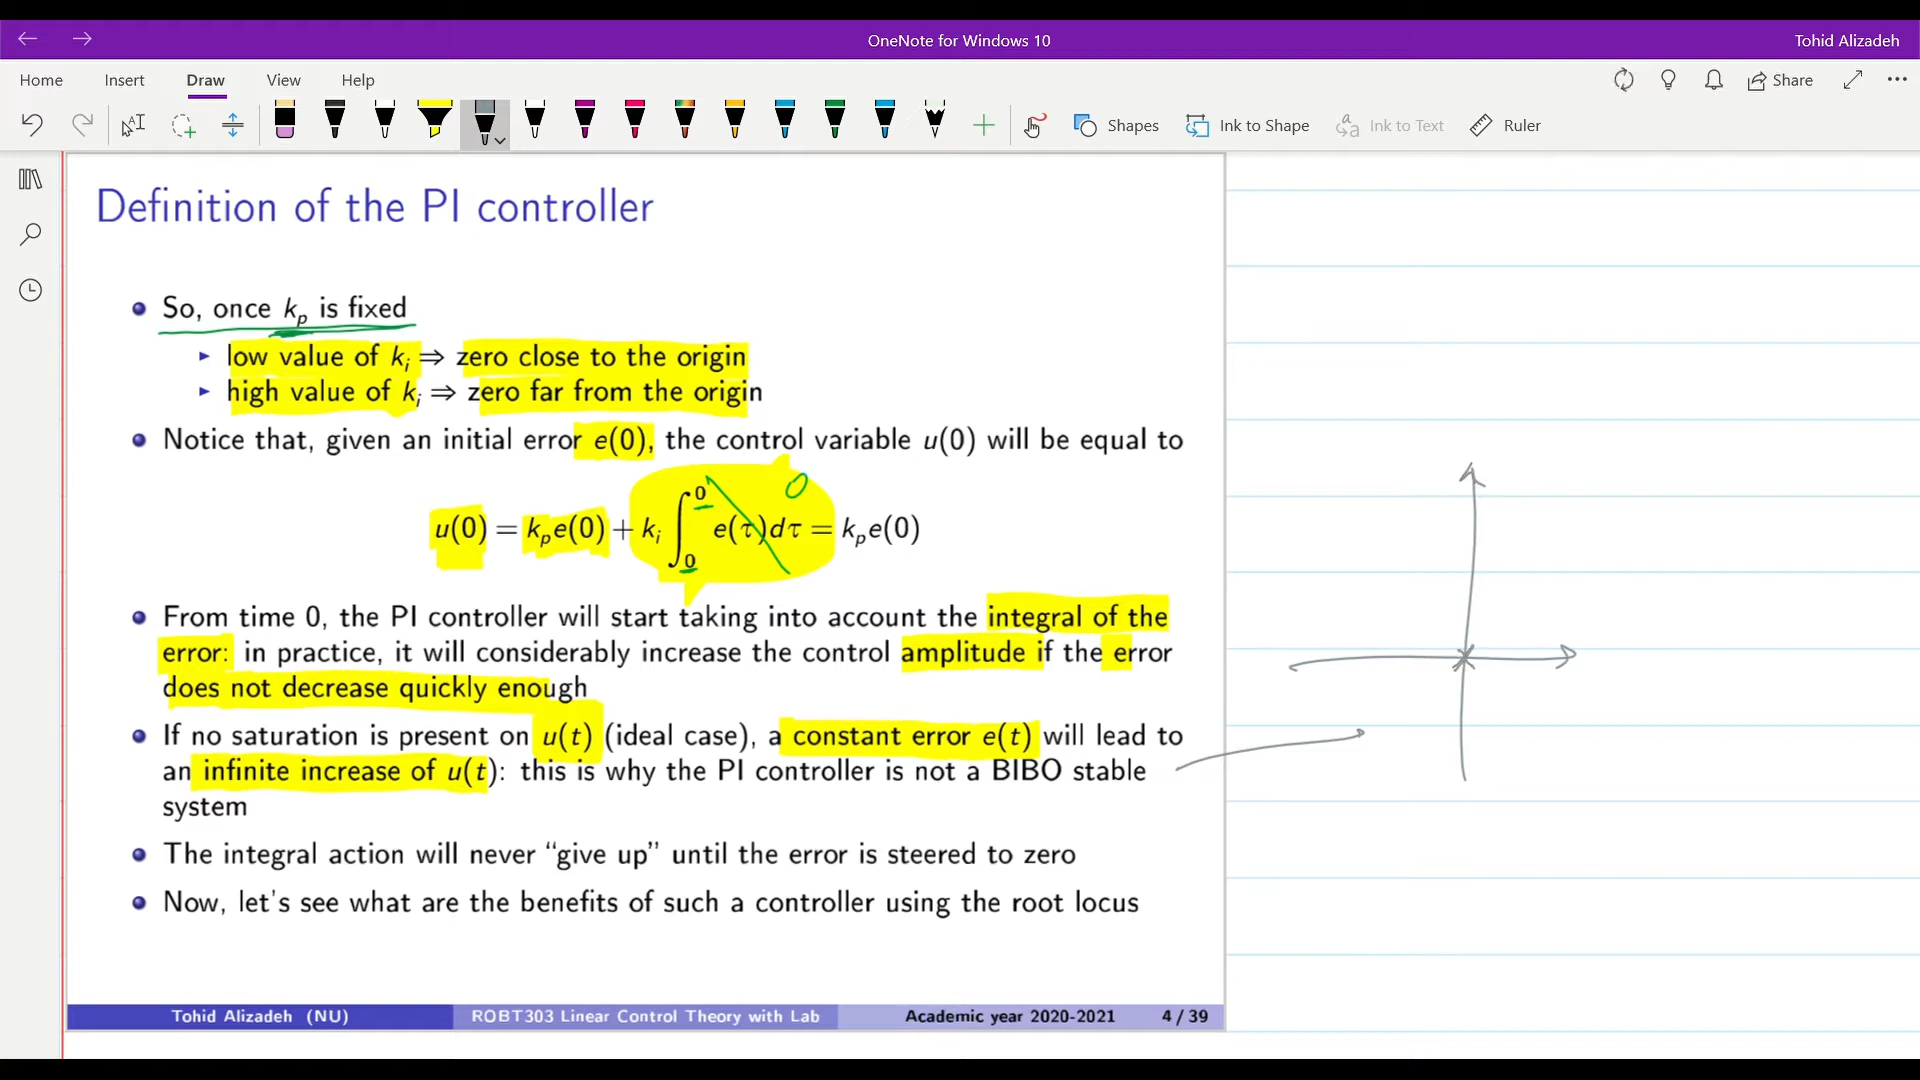 OneNote for Windows 10
Tohid Alizadeh
Home Insert Draw View Help
Share
Shapes Ink to Shape Ink to Text Ruler
Definition of the PI controller
So, once kₚ is fixed
low value of kᵢ ⇒ zero close to the origin
high value of kᵢ ⇒ zero far from the origin
Notice that, given an initial error e(0), the control variable u(0) will be equal to
0
u(0) = kₚe(0) + kᵢ ∫₀⁰ e(τ)dτ = kₚe(0)
From time 0, the PI controller will start taking into account the integral of the
error: in practice, it will considerably increase the control amplitude if the error
does not decrease quickly enough
If no saturation is present on u(t) (ideal case), a constant error e(t) will lead to
an infinite increase of u(t): this is why the PI controller is not a BIBO stable
system
The integral action will never “give up” until the error is steered to zero
Now, let's see what are the benefits of such a controller using the root locus
Tohid Alizadeh (NU) ROBT303 Linear Control Theory with Lab Academic year 2020-2021 4 / 39